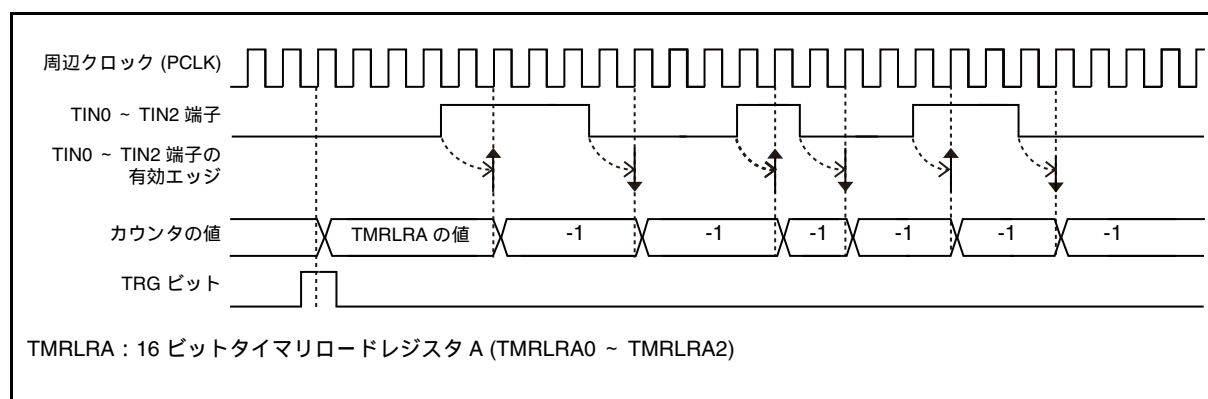 周辺クロック (PCLK)
TIN0 ~ TIN2 端子
TIN0 ~ TIN2 端子の
有効エッジ
カウンタの値
TMRLRA の値
-1
-1
-1
-1
-1
-1
TRG ビット
TMRLRA : 16 ビットタイマリロードレジスタ A (TMRLRA0 ~ TMRLRA2)